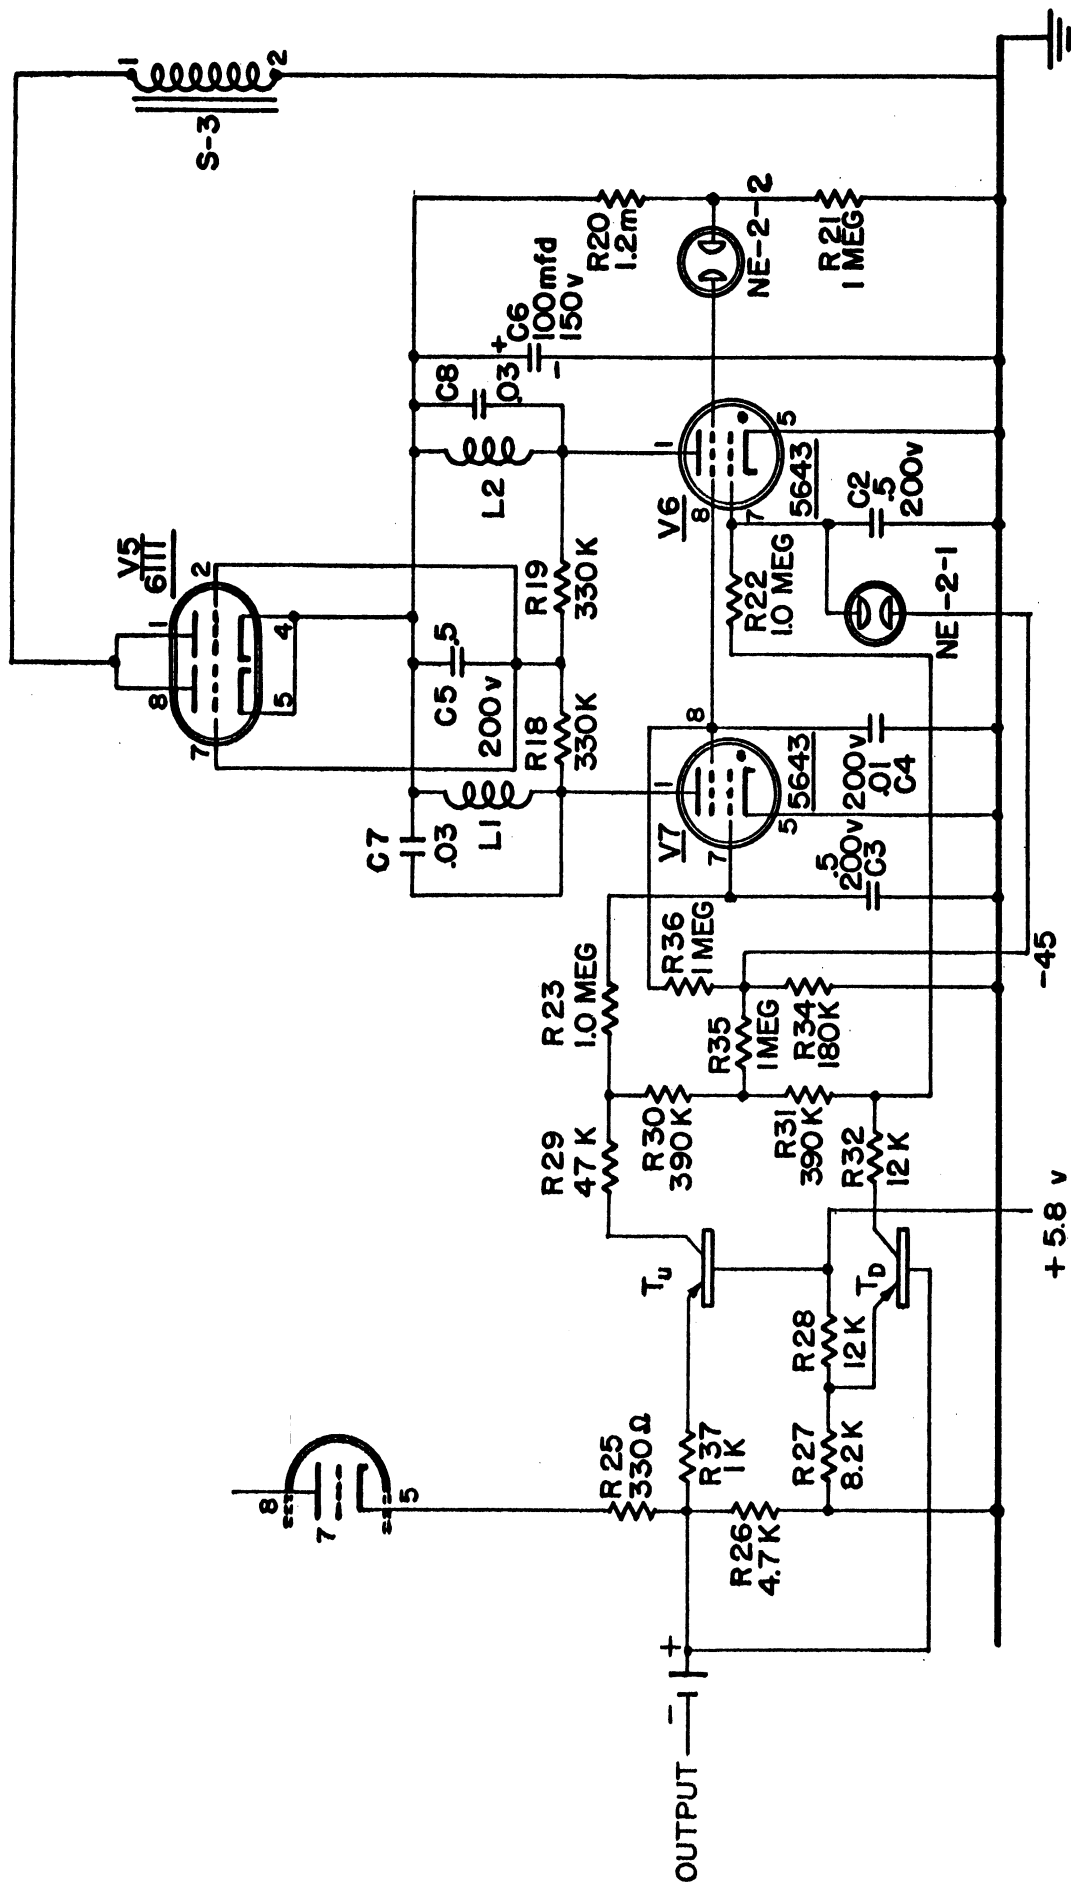 OUTPUT
−
+
8
7
5
R25
330Ω
R26
4.7K
R37
1K
R27
8.2K
R28
12K
TU
TD
+5.8 v
R29
47 K
R30
390K
R31
390K
R32
12K
R23
1.0 MEG
R35
1MEG
R36
1MEG
R34
180K
-45
C7
.03
L1
R18
330K
C5
.5
200v
V7
1
7
8
5
5643
.5
200v
C3
200v
.01
C4
V5
6111
8
1
7
2
5
4
R19
330K
L2
C8
.03
+
C6
100mfd
150v
−
R22
1.0 MEG
NE-2-1
V6
1
8
7
5
5643
C2
.5
200v
S-3
1
2
R20
1.2m
NE-2-2
R21
1MEG